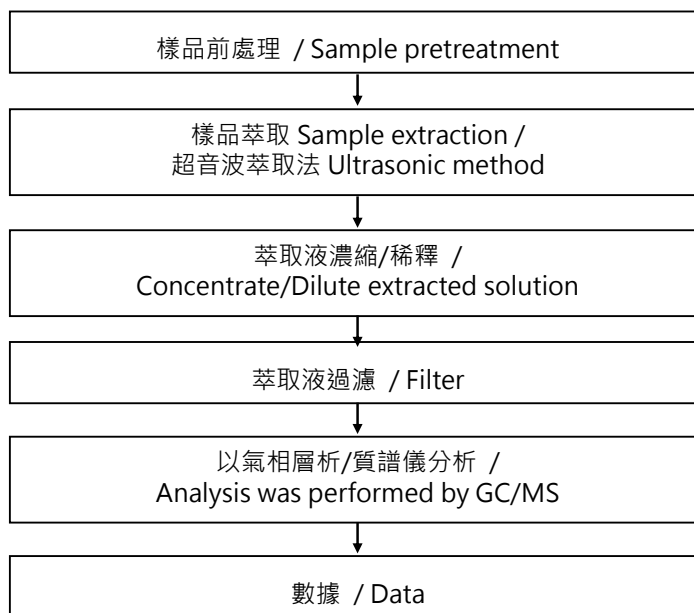 樣品前處理 / Sample pretreatment
樣品萃取 Sample extraction /
超音波萃取法 Ultrasonic method
萃取液濃縮/稀釋 /
Concentrate/Dilute extracted solution
萃取液過濾 / Filter
以氣相層析/質譜儀分析 /
Analysis was performed by GC/MS
數據 / Data